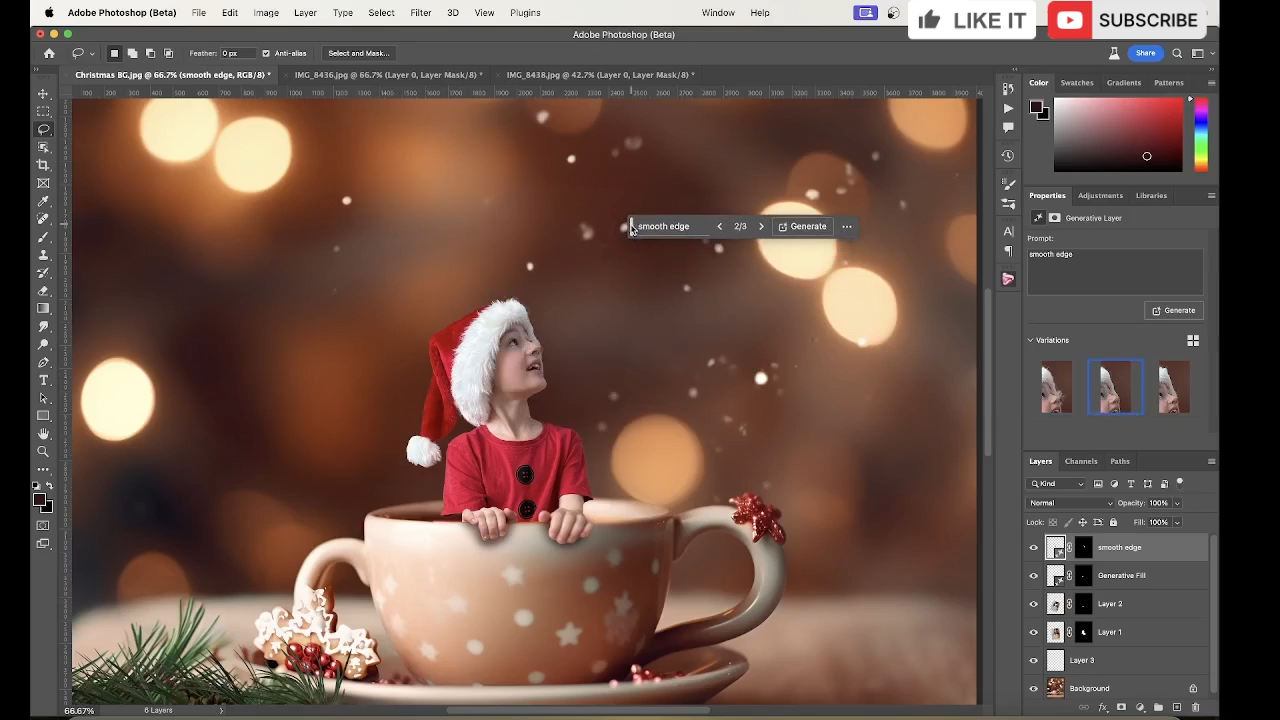 Adobe Photoshop (Beta) File Edit Image Layer Type Select Filter 3D View Plugins Window Help
LIKE IT SUBSCRIBE
Adobe Photoshop (Beta)
Feather: 0 px Anti-alias Select and Mask... Share
Christmas BG.jpg @ 66.7% (smooth edge, RGB/8) * IMG_8436.jpg @ 66.7% (Layer 0, Layer Mask/8) * IMG_8438.jpg @ 42.7% (Layer 0, Layer Mask/8) *
Color Swatches Gradients Patterns
Properties Adjustments Libraries
Generative Layer
smooth edge 2/3 Generate
Prompt:
smooth edge
Generate
Variations
Layers Channels Paths
Kind
Normal Opacity: 100%
Lock: Fill: 100%
smooth edge
Generative Fill
Layer 2
Layer 1
Layer 3
Background
66.67% 6 Layers